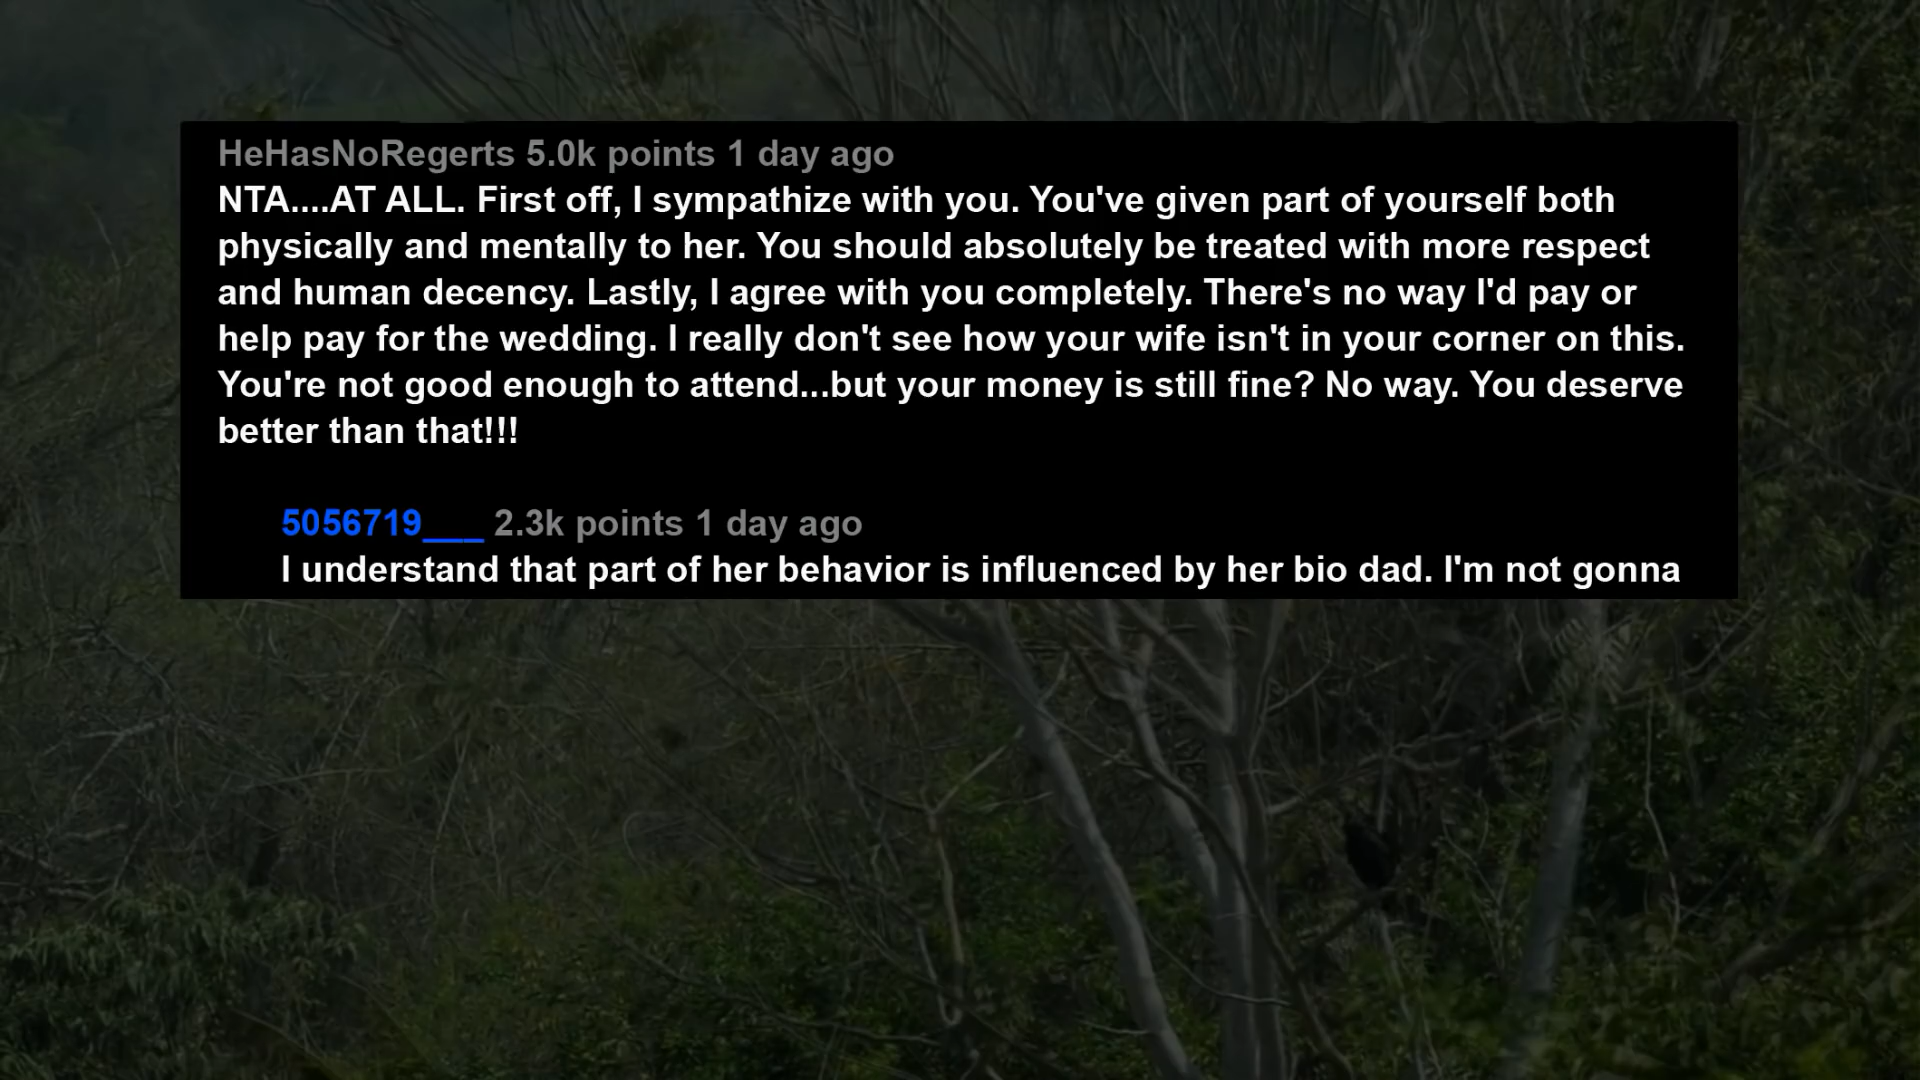 HeHasNoRegerts 5.0k points 1 day ago
NTA....AT ALL. First off, I sympathize with you. You've given part of yourself both
physically and mentally to her. You should absolutely be treated with more respect
and human decency. Lastly, I agree with you completely. There's no way I'd pay or
help pay for the wedding. I really don't see how your wife isn't in your corner on this.
You're not good enough to attend...but your money is still fine? No way. You deserve
better than that!!!
5056719___ 2.3k points 1 day ago
I understand that part of her behavior is influenced by her bio dad. I'm not gonna